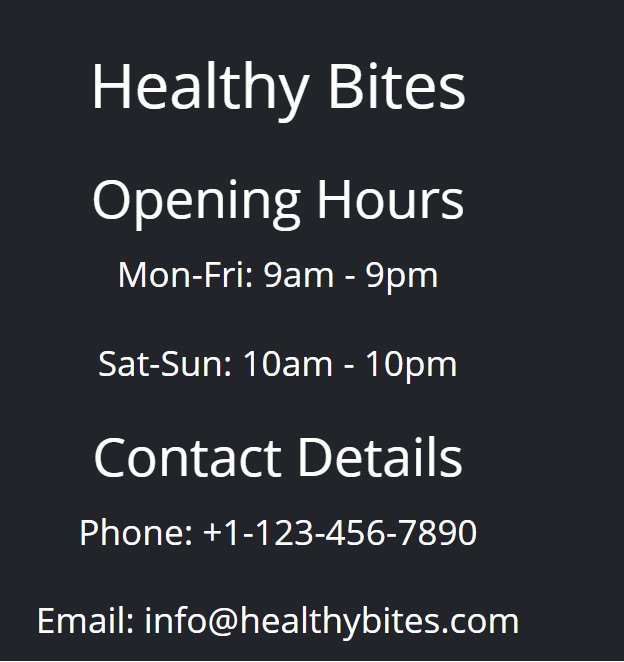 Healthy Bites
Opening Hours
Mon-Fri: 9am - 9pm
Sat-Sun: 10am - 10pm
Contact Details
Phone: +1-123-456-7890
Email: info@healthybites.com